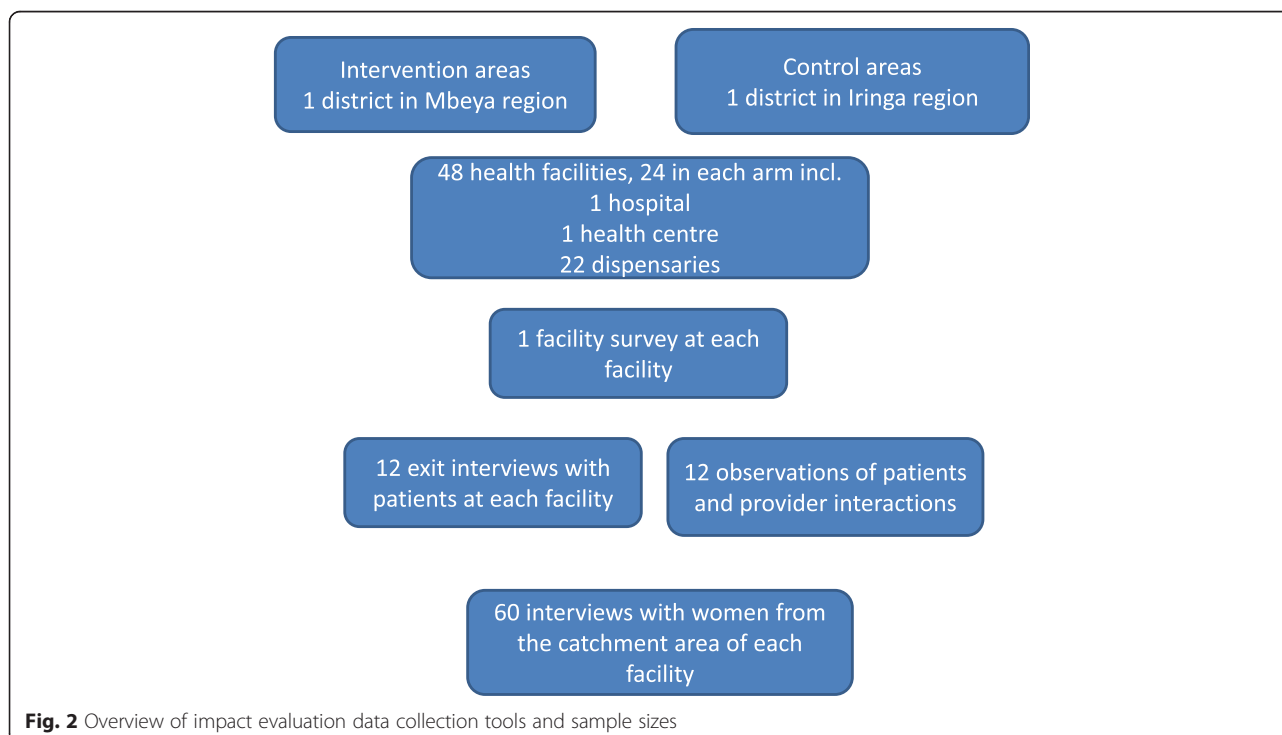 Intervention areas
1 district in Mbeya region
Control areas
1 district in Iringa region
48 health facilities, 24 in each arm incl.
1 hospital
1 health centre
22 dispensaries
1 facility survey at each
facility
12 exit interviews with
patients at each facility
12 observations of patients
and provider interactions
60 interviews with women from
the catchment area of each
facility
Fig. 2 Overview of impact evaluation data collection tools and sample sizes